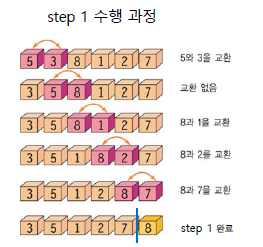 step 1 수행 과정
5 3 8 1 2 7 5와 3을 교환
3 5 8 1 2 7 교환 없음
3 5 8 1 2 7 8과 1을 교환
3 5 1 8 2 7 8과 2를 교환
3 5 1 2 8 7 8과 7을 교환
3 5 1 2 7 8 step 1 완료